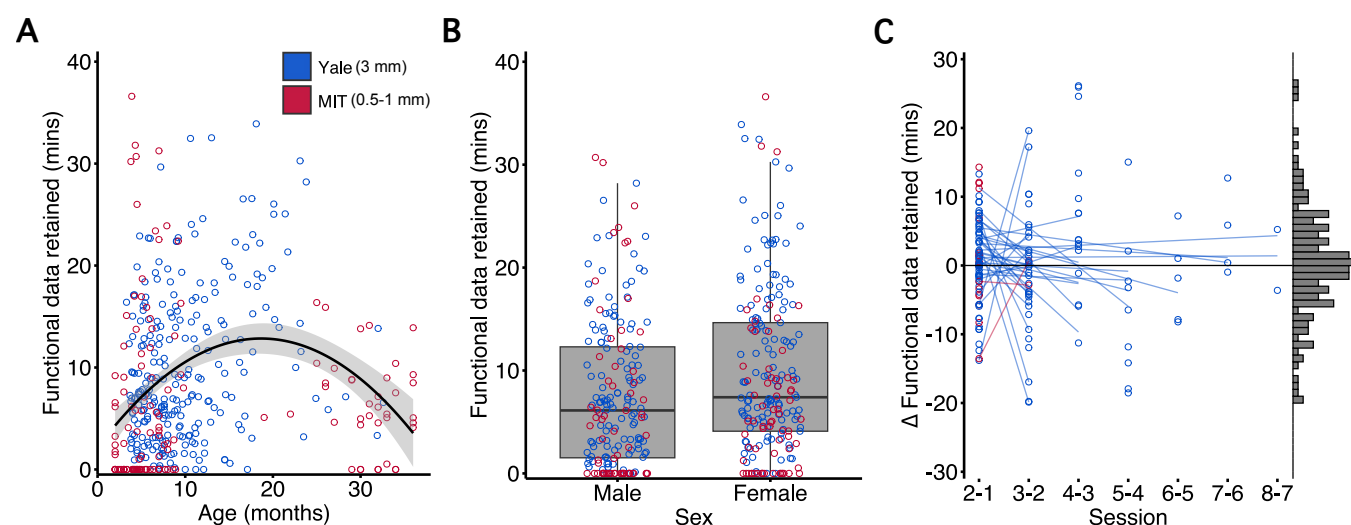 A
Functional data retained (mins)
40
30
20
10
0
0
10
20
30
Age (months)
Yale (3 mm)
MIT (0.5-1 mm)
B
Functional data retained (mins)
40
30
20
10
0
Male
Female
Sex
C
Δ Functional data retained (mins)
30
20
10
0
-10
-20
-30
2-1
3-2
4-3
5-4
6-5
7-6
8-7
Session